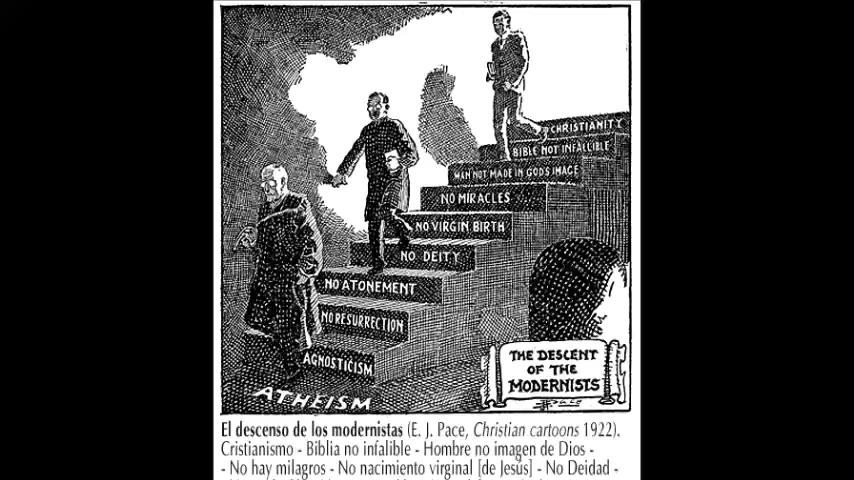 CHRISTIANITY
BIBLE NOT INFALLIBLE
MAN NOT MADE IN GODS IMAGE
NO MIRACLES
NO VIRGIN BIRTH
NO DEITY
NO ATONEMENT
NO RESURRECTION
AGNOSTICISM
ATHEISM
THE DESCENT
OF THE
MODERNISTS
El descenso de los modernistas (E. J. Pace, Christian cartoons 1922).
Cristianismo - Biblia no infalible - Hombre no imagen de Dios -
- No hay milagros - No nacimiento virginal [de Jesús] - No Deidad -